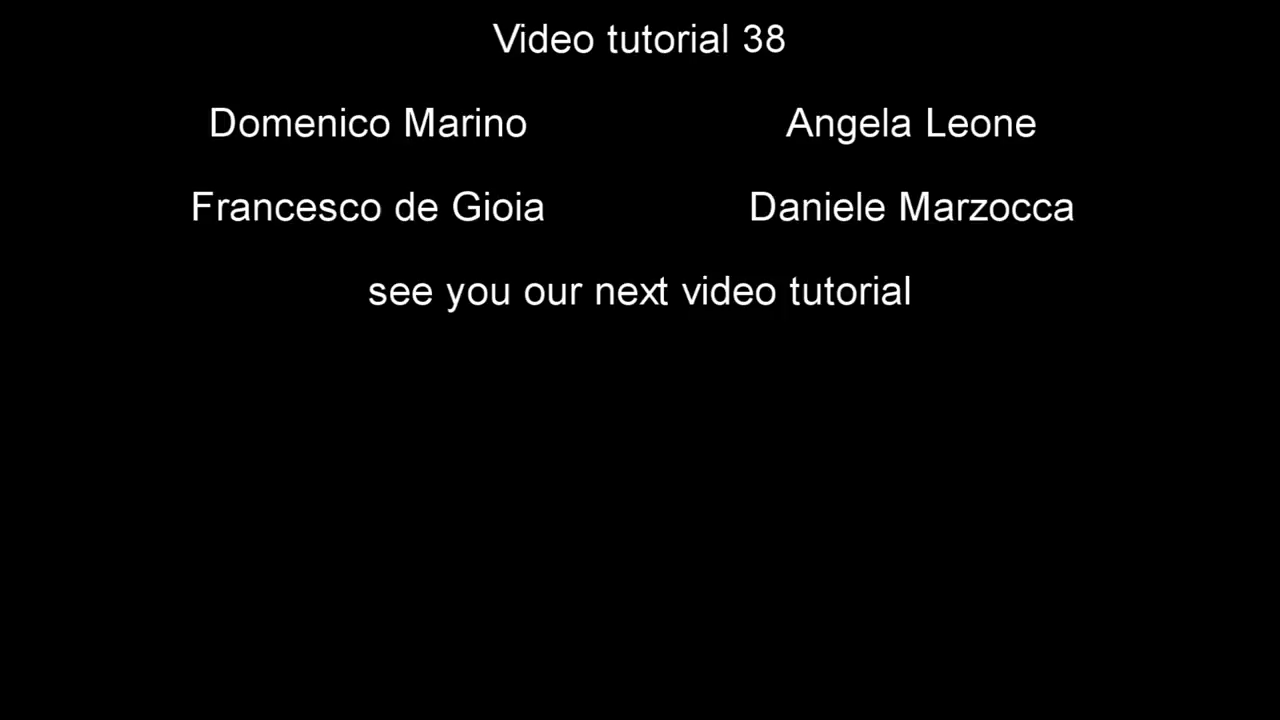 Video tutorial 38
Domenico Marino Angela Leone
Francesco de Gioia Daniele Marzocca
see you our next video tutorial